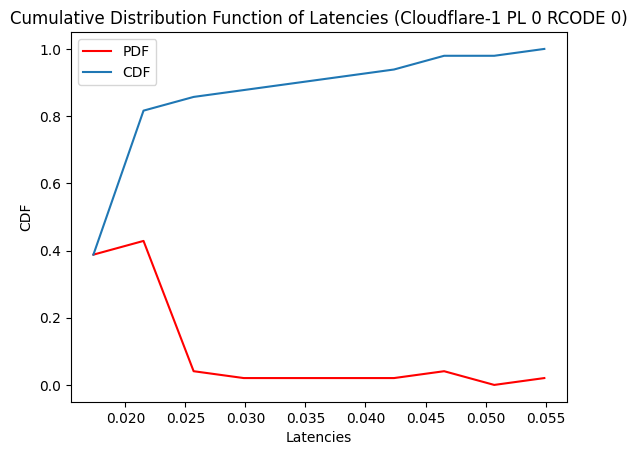 Cumulative Distribution Function of Latencies (Cloudflare-1 PL 0 RCODE 0)
PDF
CDF
1.0
0.8
0.6
0.4
0.2
0.0
CDF
0.020 0.025 0.030 0.035 0.040 0.045 0.050 0.055
Latencies